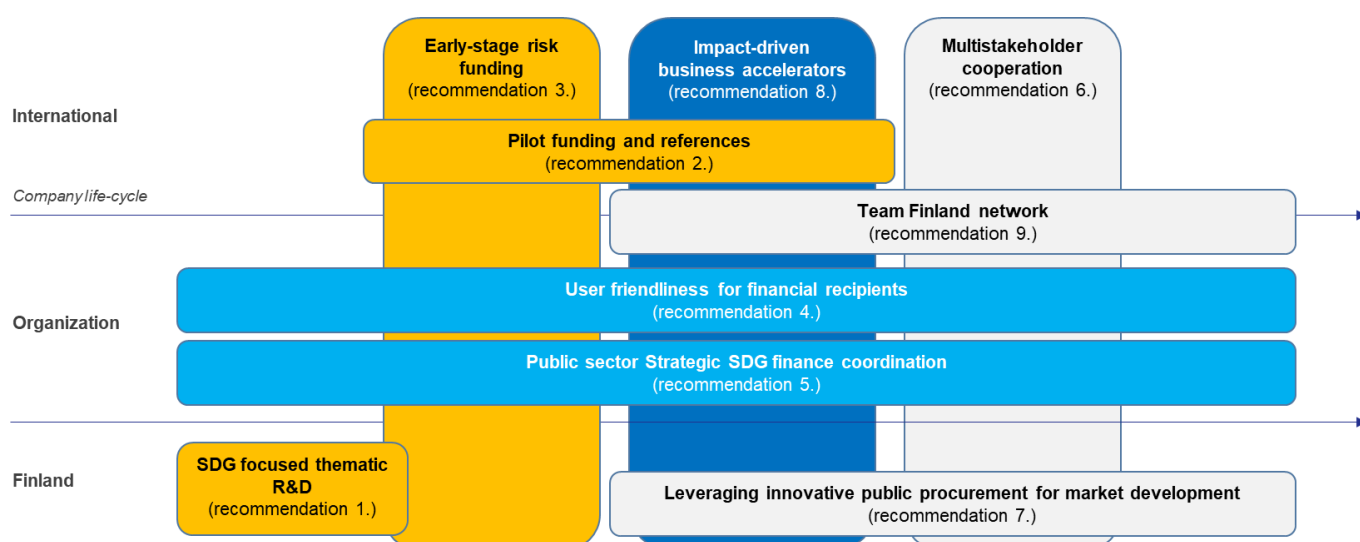 Early-stage risk
funding
(recommendation 3.)
Impact-driven
business accelerators
(recommendation 8.)
Multistakeholder
cooperation
(recommendation 6.)
International
Pilot funding and references
(recommendation 2.)
Company life-cycle
Team Finland network
(recommendation 9.)
User friendliness for financial recipients
(recommendation 4.)
Organization
Public sector Strategic SDG finance coordination
(recommendation 5.)
SDG focused thematic
R&D
(recommendation 1.)
Finland
Leveraging innovative public procurement for market development
(recommendation 7.)